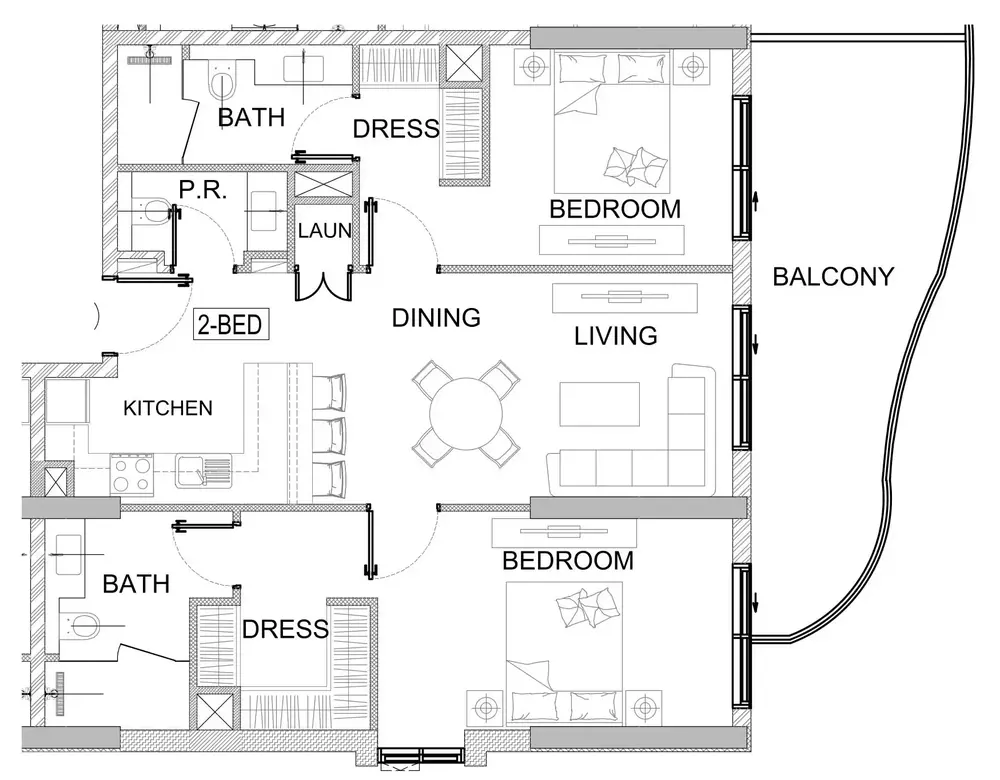 BATH
DRESS
P.R.
BEDROOM
LAUN
BALCONY
2-BED
DINING
LIVING
KITCHEN
BEDROOM
BATH
DRESS